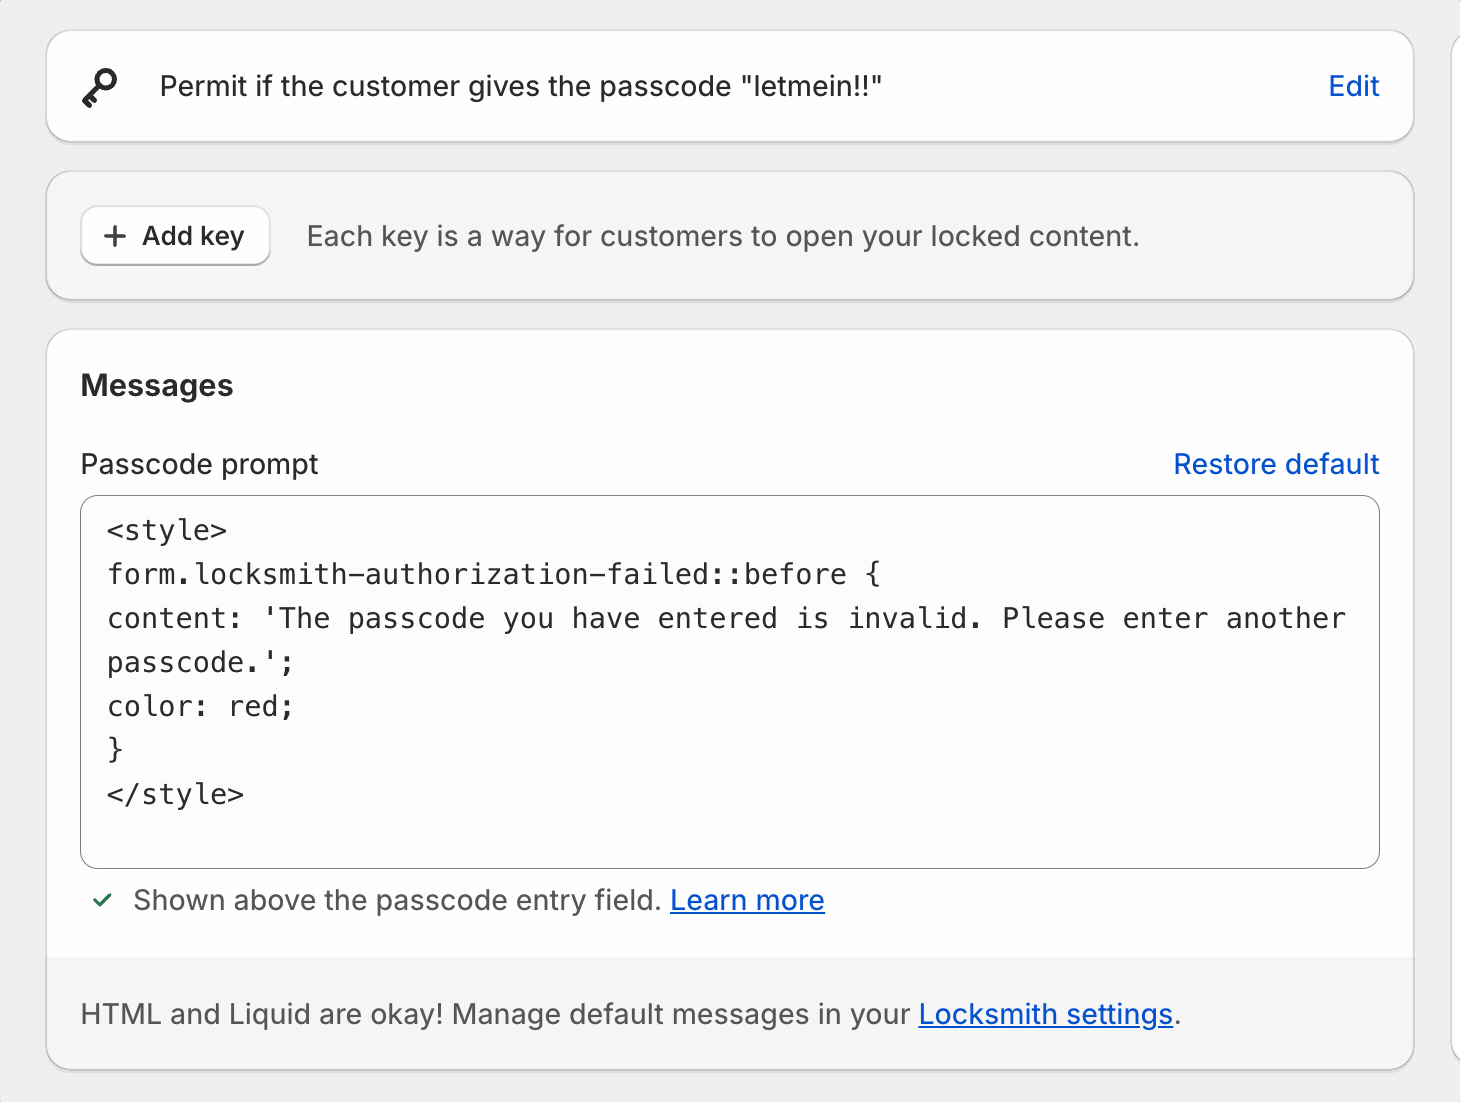 Permit if the customer gives the passcode "letmein!!"
Edit
Add key
Each key is a way for customers to open your locked content.
Messages
Passcode prompt
Restore default
<style>
form.locksmith-authorization-failed::before {
content: 'The passcode you have entered is invalid. Please enter another
passcode.';
color: red;
}
</style>
Shown above the passcode entry field. Learn more
HTML and Liquid are okay! Manage default messages in your Locksmith settings.